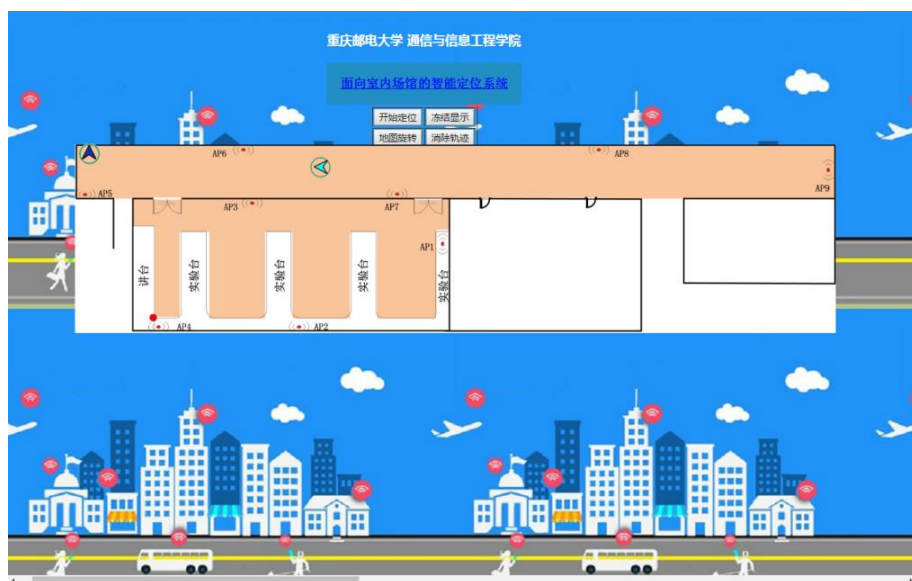 重庆邮电大学 通信与信息工程学院
面向室内场馆的智能定位系统
开始定位 冻结显示
地图旋转 消除轨迹
AP6
AP8
AP9
AP5
AP3
AP7
AP1
讲台
实验台
实验台
实验台
实验台
AP4
AP2